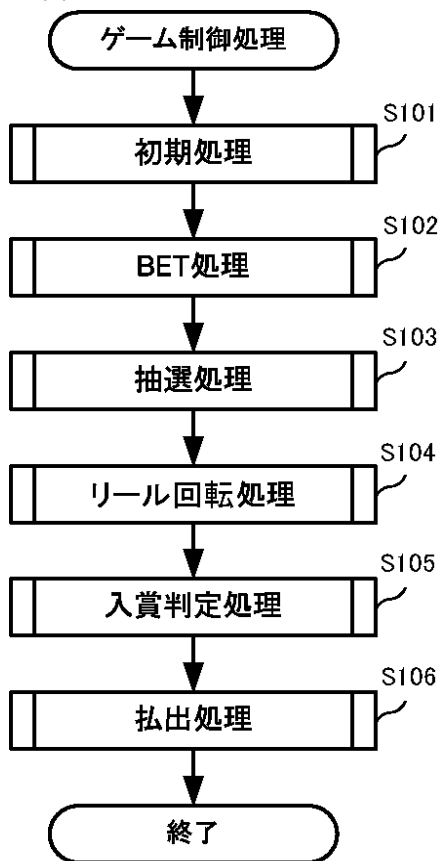 ゲーム制御処理
S101
初期処理
S102
BET処理
S103
抽選処理
S104
リール回転処理
S105
入賞判定処理
S106
払出処理
終了